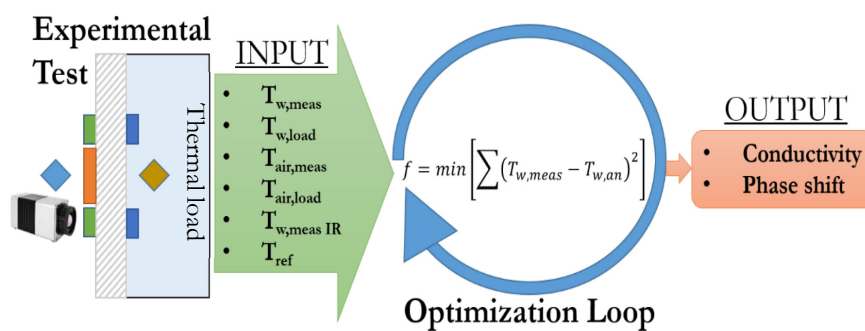 Experimental
Test
Thermal load
INPUT
• T_w,meas
• T_w,load
• T_air,meas
• T_air,load
• T_w,meas IR
• T_ref
f = min[∑(T_w,meas − T_w,an)²]
Optimization Loop
OUTPUT
• Conductivity
• Phase shift